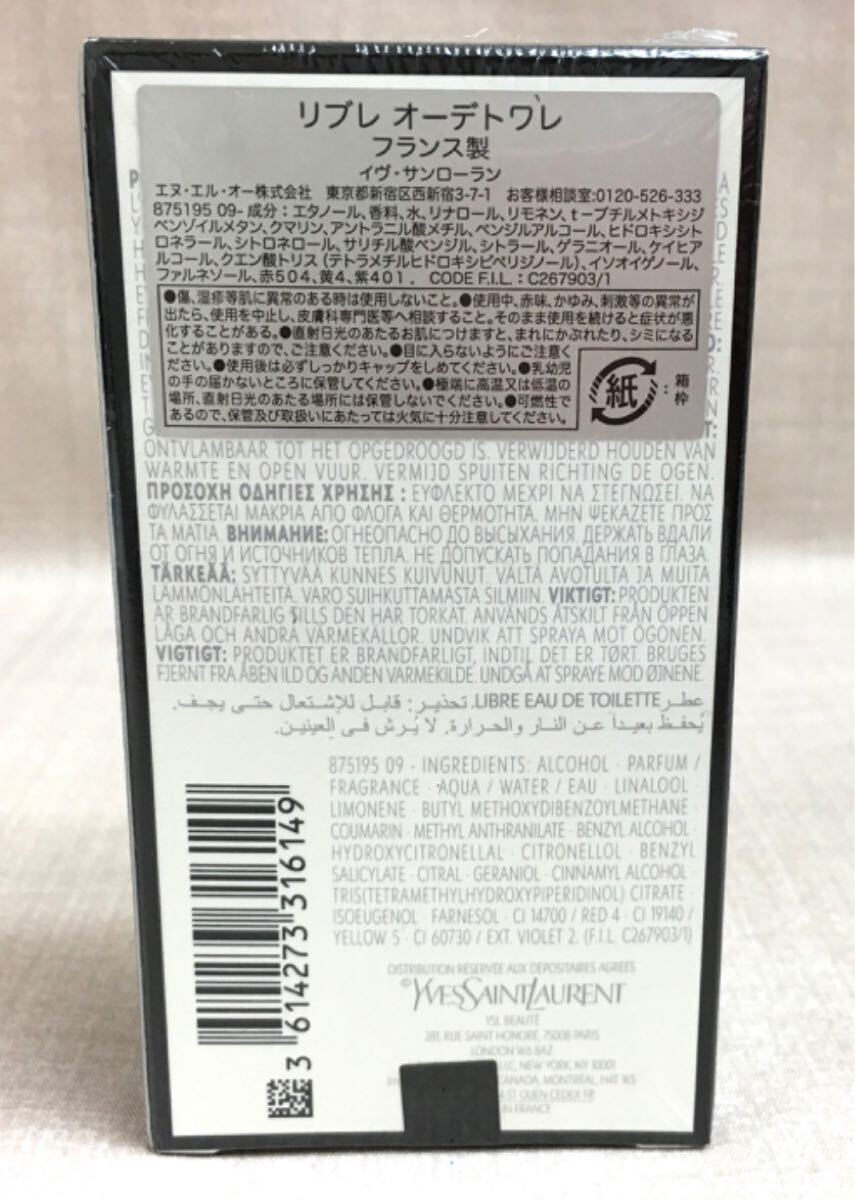 リブレ オーデトワレ
フランス製
イヴ・サンローラン
エヌ・エル・オー株式会社 東京都新宿区西新宿3-7-1 お客様相談室:0120-526-333
875195 09- 成分:エタノール、香料、水、リナロール、リモネン、t-ブチルメトキシジ
ベンゾイルメタン、クマリン、アントラニル酸メチル、ベンジルアルコール、ヒドロキシシト
ロネラール、シトロネロール、サリチル酸ベンジル、シトラール、ゲラニオール、ケイヒア
ルコール、クエン酸トリス(テトラメチルヒドロキシピペリジノール)、イソオイゲノール、
ファルネソール、赤504、黄4、紫401. CODE F.I.L.:C267903/1
●傷、湿疹等肌に異常のある時は使用しないこと。●使用中、赤味、かゆみ、刺激等の異常が
出たら、使用を中止し、皮膚科専門医等へ相談すること。そのまま使用を続けると症状が悪
化することがある。●直射日光のあたるお肌につけますと、まれにかぶれたり、シミになる
ことがありますので、ご注意ください。●目に入らないようにご注意くださ
い。●使用後は必ずしっかりキャップをしめてください。●乳幼児
の手の届かないところに保管してください。●極端に高温又は低温の
場所、直射日光のあたる場所には保管しないでください。●可燃性で
あるので、保管及び取扱いにあたっては火気に十分注意してください。
紙:箱
枠
ONTVLAMBAAR TOT HET OPGEDROOGD IS. VERWIJDERD HOUDEN VAN
WARMTE EN OPEN VUUR. VERMIJD SPUITEN RICHTING DE OGEN.
ΠΡΟΣΟΧΗ ΟΔΗΓΙΕΣ ΧΡΗΣΗΣ : ΕΥΦΛΕΚΤΟ ΜΕΧΡΙ ΝΑ ΣΤΕΓΝΩΣΕΙ. ΝΑ
ΦΥΛΑΣΣΕΤΑΙ ΜΑΚΡΙΑ ΑΠΟ ΦΛΟΓΑ ΚΑΙ ΘΕΡΜΟΤΗΤΑ. ΜΗΝ ΨΕΚΑΖΕΤΕ ΠΡΟΣ
ΤΑ ΜΑΤΙΑ. ВНИМАНИЕ: ОГНЕОПАСНО ДО ВЫСЫХАНИЯ. ДЕРЖАТЬ ВДАЛИ
ОТ ОГНЯ И ИСТОЧНИКОВ ТЕПЛА. НЕ ДОПУСКАТЬ ПОПАДАНИЯ В ГЛАЗА.
TÄRKEÄÄ: SYTTYVÄÄ KUNNES KUIVUNUT. VÄLTÄ AVOTULTA JA MUITA
LÄMMÖNLÄHTEITÄ. VARO SUIHKUTTAMASTA SILMIIN. VIKTIGT: PRODUKTEN
ÄR BRANDFARLIG TILLS DEN HAR TORKAT. ANVÄNDS ÅTSKILT FRÅN ÖPPEN
LÅGA OCH ANDRA VÄRMEKÄLLOR. UNDVIK ATT SPRAYA MOT ÖGONEN.
VIGTIGT: PRODUKTET ER BRANDFARLIGT, INDTIL DET ER TØRT. BRUGES
FJERNT FRA ÅBEN ILD OG ANDEN VARMEKILDE. UNDGÅ AT SPRAYE MOD ØJNENE.
عطر LIBRE EAU DE TOILETTE. تحذير: قابل للإشتعال حتى يجف.
يُحفظ بعيداً عن النار والحرارة. لا يُرش في العينين.
875195 09 - INGREDIENTS: ALCOHOL · PARFUM /
FRAGRANCE · AQUA / WATER / EAU · LINALOOL ·
LIMONENE · BUTYL METHOXYDIBENZOYLMETHANE ·
COUMARIN · METHYL ANTHRANILATE · BENZYL ALCOHOL ·
HYDROXYCITRONELLAL · CITRONELLOL · BENZYL
SALICYLATE · CITRAL · GERANIOL · CINNAMYL ALCOHOL ·
TRIS(TETRAMETHYLHYDROXYPIPERIDINOL) CITRATE ·
ISOEUGENOL · FARNESOL · CI 14700 / RED 4 · CI 19140 /
YELLOW 5 · CI 60730 / EXT. VIOLET 2. (F.I.L. C267903/1)
3 614273 316149
DISTRIBUTION RÉSERVÉE AUX DÉPOSITAIRES AGRÉÉS
©YVESSAINTLAURENT
YSL BEAUTÉ
281, RUE SAINT HONORÉ, 75008 PARIS
LONDON W6 8AZ
LLC, NEW YORK, NY 10001
CANADA, MONTRÉAL, H4T 1K5
ST OUEN CEDEX FR
IN FRANCE